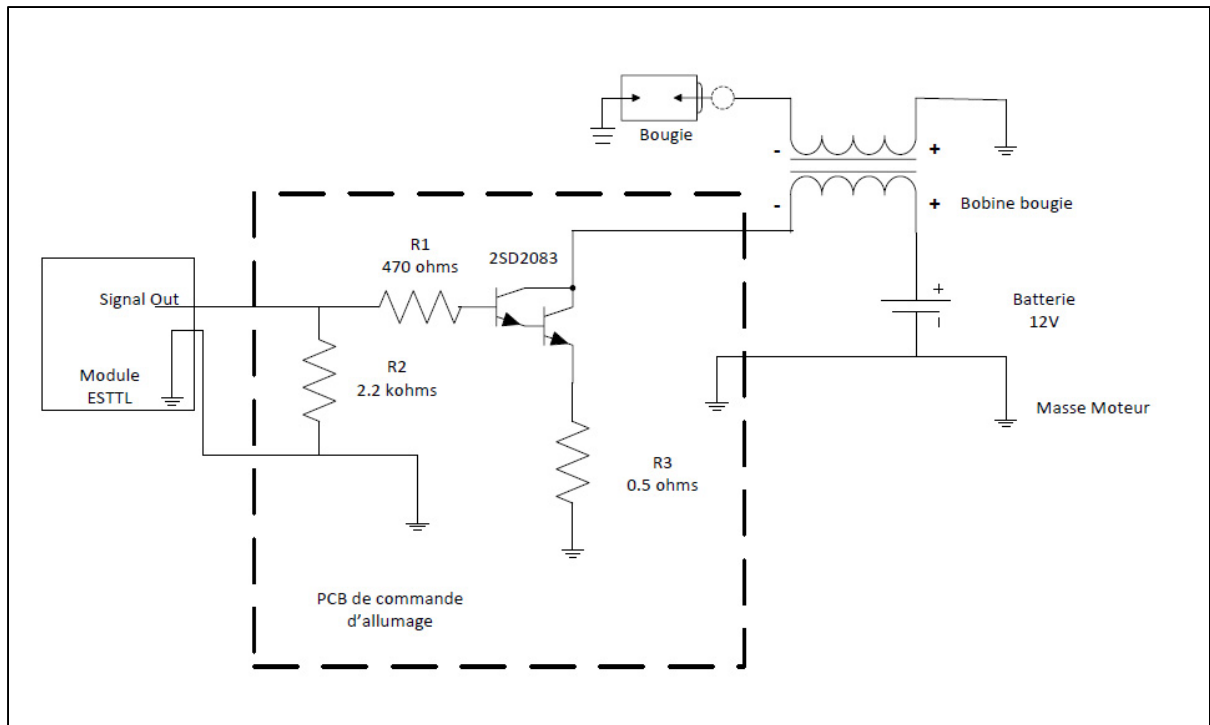 Bougie
-
+
-
+
Bobine bougie
R1
470 ohms
2SD2083
Signal Out
+
Batterie
12V
R2
2.2 kohms
Module
ESTTL
Masse Moteur
R3
0.5 ohms
PCB de commande
d'allumage